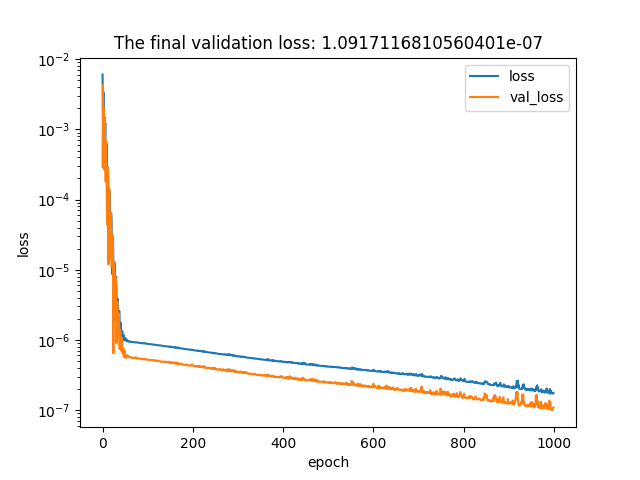 The final validation loss: 1.0917116810560401e-07
loss
val_loss
10⁻²
10⁻³
10⁻⁴
10⁻⁵
10⁻⁶
10⁻⁷
loss
0 200 400 600 800 1000
epoch